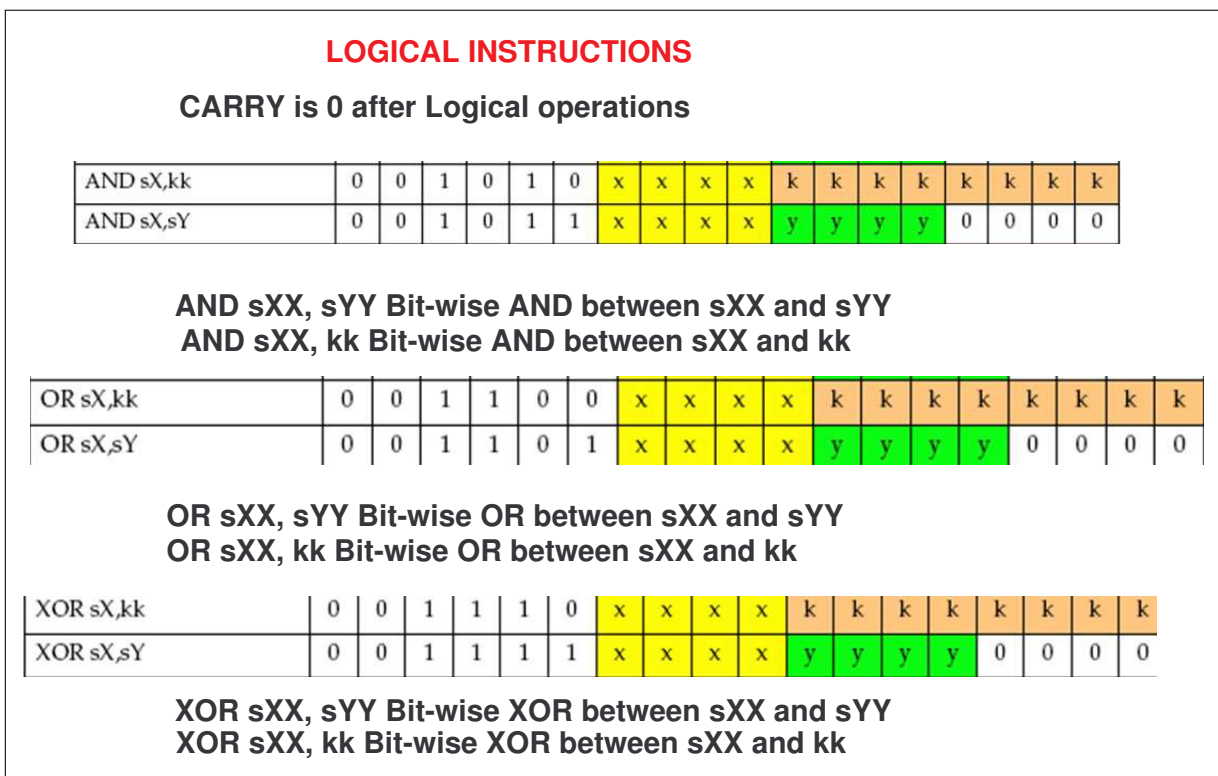 LOGICAL INSTRUCTIONS
CARRY is 0 after Logical operations
AND sX,kk 0 0 1 0 1 0 x x x x k k k k k k k k
AND sX,sY 0 0 1 0 1 1 x x x x y y y y 0 0 0 0
AND sXX, sYY Bit-wise AND between sXX and sYY
AND sXX, kk Bit-wise AND between sXX and kk
OR sX,kk 0 0 1 1 0 0 x x x x k k k k k k k k
OR sX,sY 0 0 1 1 0 1 x x x x y y y y 0 0 0 0
OR sXX, sYY Bit-wise OR between sXX and sYY
OR sXX, kk Bit-wise OR between sXX and kk
XOR sX,kk 0 0 1 1 1 0 x x x x k k k k k k k k
XOR sX,sY 0 0 1 1 1 1 x x x x y y y y 0 0 0 0
XOR sXX, sYY Bit-wise XOR between sXX and sYY
XOR sXX, kk Bit-wise XOR between sXX and kk